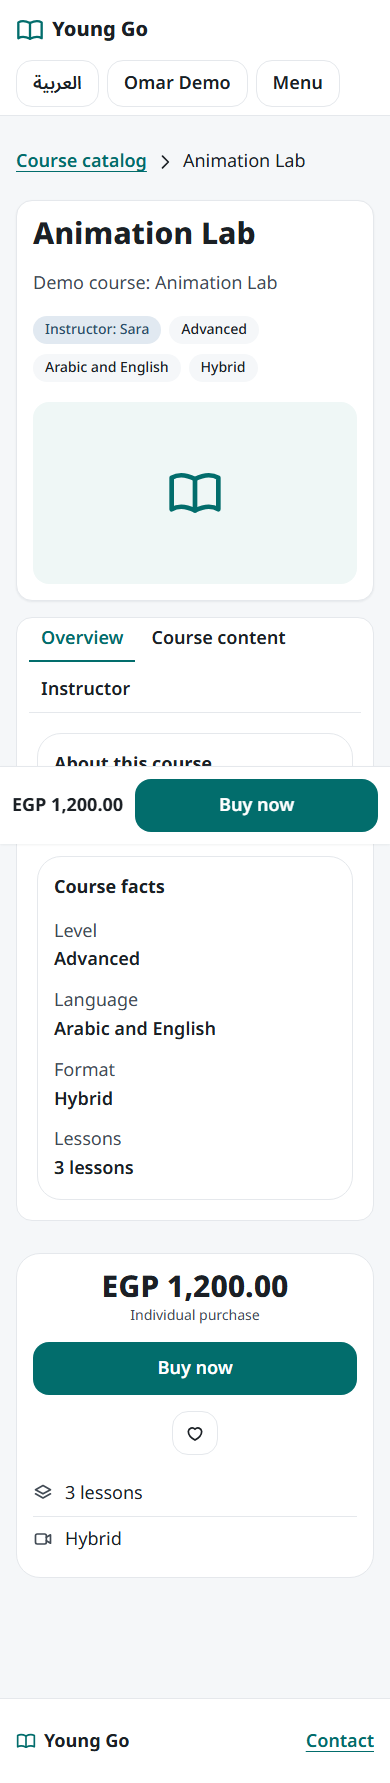 Young Go
العربية
Omar Demo
Menu
Course catalog > Animation Lab
Animation Lab
Demo course: Animation Lab
Instructor: Sara
Advanced
Arabic and English
Hybrid
Overview
Course content
Instructor
About this course
EGP 1,200.00
Buy now
Course facts
Level
Advanced
Language
Arabic and English
Format
Hybrid
Lessons
3 lessons
EGP 1,200.00
Individual purchase
Buy now
3 lessons
Hybrid
Young Go
Contact